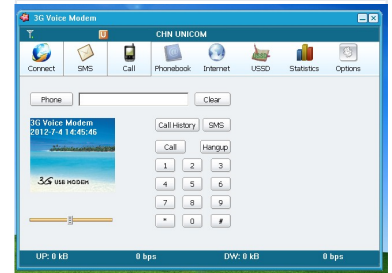 3G Voice Modem
CHN UNICOM
Connect SMS Call Phonebook Internet USSD Statistics Options
Phone Clear
3G Voice Modem
2012-7-4 14:45:46
3G USB MODEM
Call History SMS
Call Hangup
1 2 3
4 5 6
7 8 9
* 0 #
UP: 0 kB 0 bps DW: 0 kB 0 bps